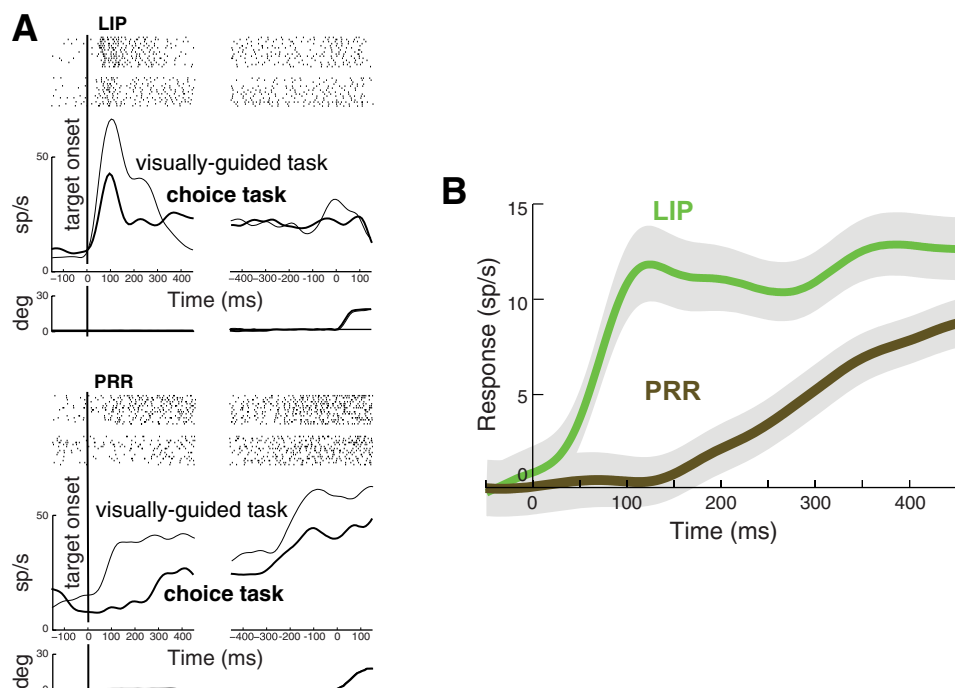 A
LIP
target onset
visually-guided task
choice task
sp/s
50
0
−100 0 100 200 300 400
−400 −300 −200 −100 0 100
Time (ms)
deg
30
0
PRR
target onset
visually-guided task
choice task
sp/s
50
0
−100 0 100 200 300 400
−400−300 −200 −100 0 100
Time (ms)
deg
30
0
B
LIP
PRR
Response (sp/s)
15
10
5
0
0 100 200 300 400
Time (ms)